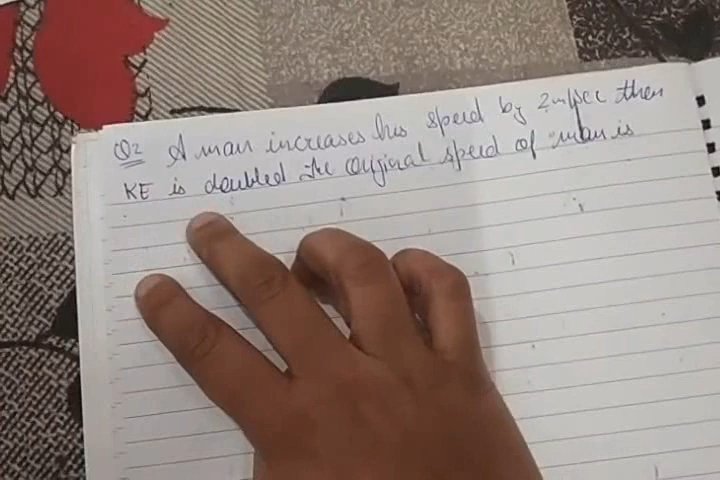 Q2 A man increases his speed by 2m/sec then
KE is doubled the original speed of man is